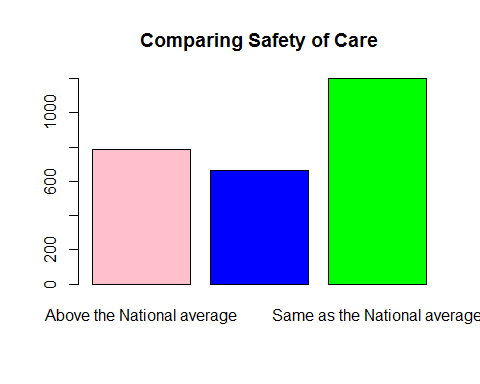 Comparing Safety of Care
1000
600
200
0
Above the National average
Same as the National average